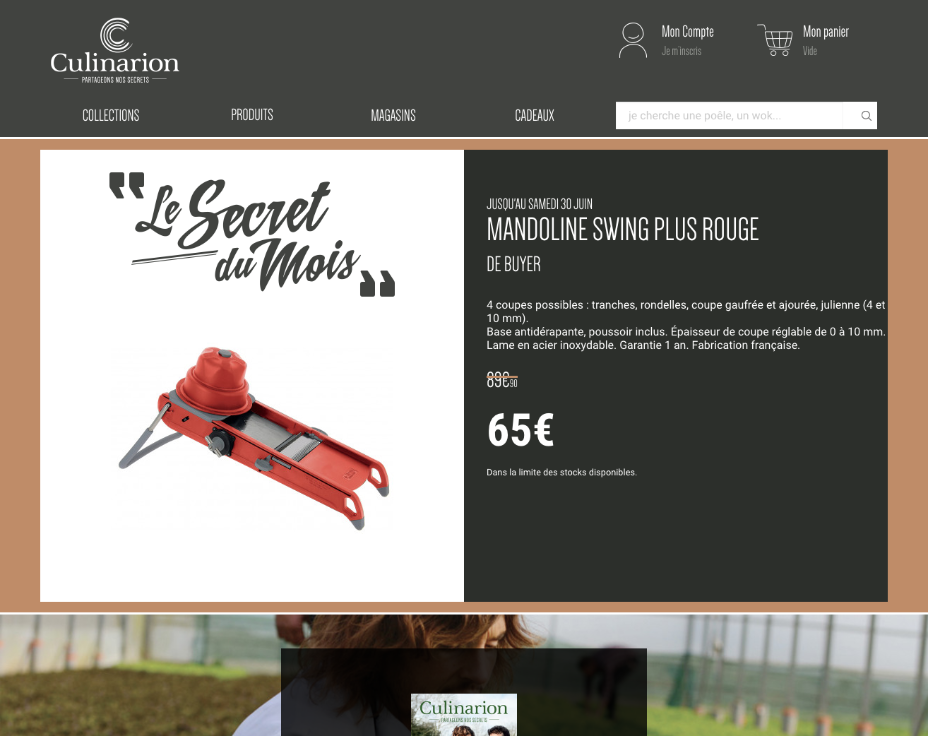 Culinarion
PARTAGEONS NOS SECRETS
Mon Compte
Je m'inscris
Mon panier
Vide
COLLECTIONS
PRODUITS
MAGASINS
CADEAUX
je cherche une poêle, un wok...
"Le Secret
du Mois"
JUSQU'AU SAMEDI 30 JUIN
MANDOLINE SWING PLUS ROUGE
DE BUYER
4 coupes possibles : tranches, rondelles, coupe gaufrée et ajourée, julienne (4 et
10 mm).
Base antidérapante, poussoir inclus. Épaisseur de coupe réglable de 0 à 10 mm.
Lame en acier inoxydable. Garantie 1 an. Fabrication française.
89€90
65€
Dans la limite des stocks disponibles.
Culinarion
PARTAGEONS NOS SECRETS